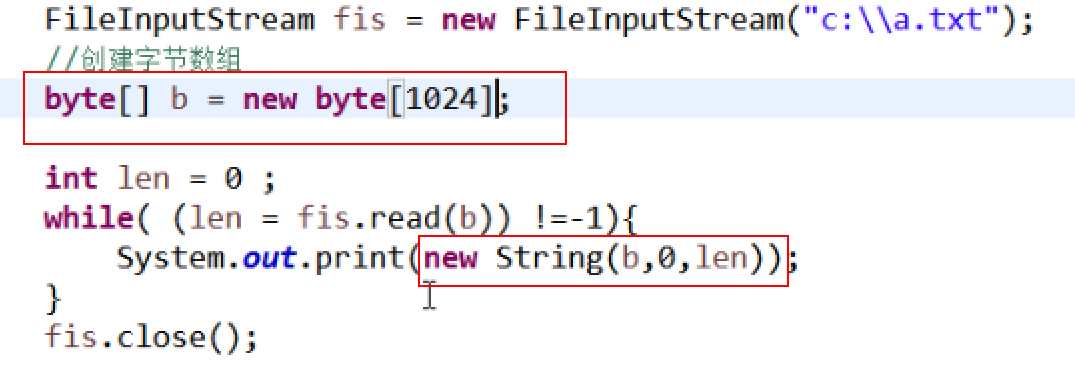 FileInputStream fis = new FileInputStream("c:\\a.txt");
//创建字节数组
byte[] b = new byte[1024];
int len = 0 ;
while( (len = fis.read(b)) !=-1){
System.out.print(new String(b,0,len));
}
fis.close();